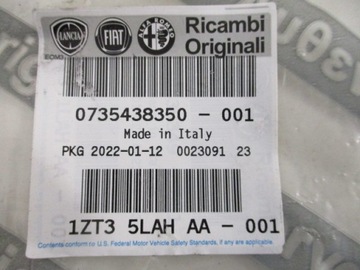 LANCIA
FIAT
ALFA ROMEO
Ricambi
Originali
0735438350 - 001
Made in Italy
PKG 2022-01-12 0023091 23
1ZT3 5LAH AA - 001
Contents conform to U.S. Federal Motor Vehicle Safety Standards, if any are applicable.